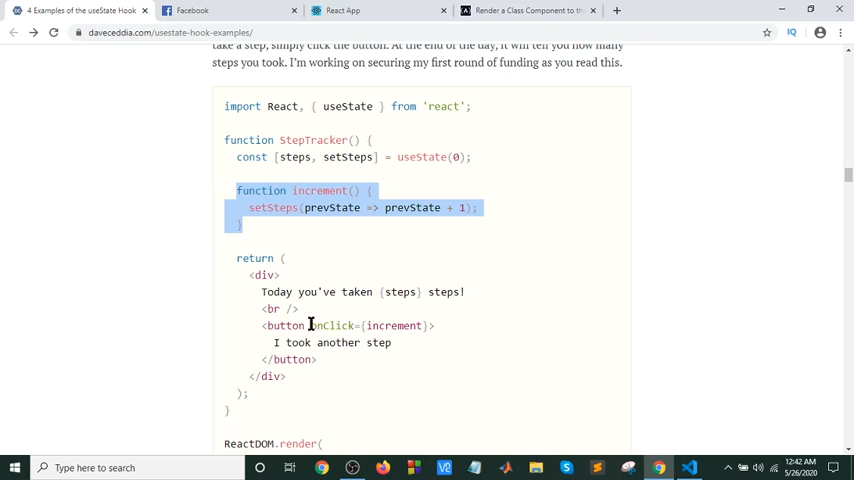 4 Examples of the useState Hook
Facebook
React App
Render a Class Component to th
daveceddia.com/usestate-hook-examples/
IQ
take a step, simply click the button. At the end of the day, it will tell you how many
steps you took. I'm working on securing my first round of funding as you read this.
import React, { useState } from 'react';
function StepTracker() {
const [steps, setSteps] = useState(0);
function increment() {
setSteps(prevState => prevState + 1);
}
return (
<div>
Today you've taken {steps} steps!
<br />
<button onClick={increment}>
I took another step
</button>
</div>
);
}
ReactDOM.render(
Type here to search
12:42 AM
5/26/2020